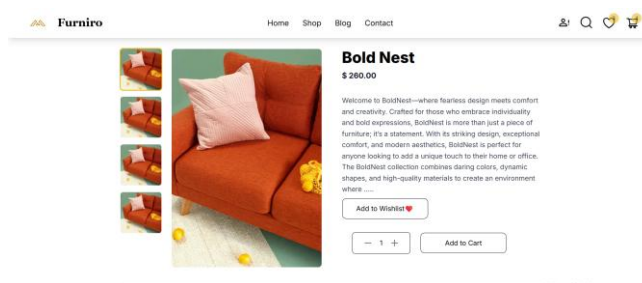 Furniro
Home Shop Blog Contact
Bold Nest
$ 260.00
Welcome to BoldNest—where fearless design meets comfort
and creativity. Crafted for those who embrace individuality
and bold expressions, BoldNest is more than just a piece of
furniture; it's a statement. With its striking design, exceptional
comfort, and modern aesthetics, BoldNest is perfect for
anyone looking to add a unique touch to their home or office.
The BoldNest collection combines daring colors, dynamic
shapes, and high-quality materials to create an environment
where .....
Add to Wishlist❤️
— 1 +
Add to Cart